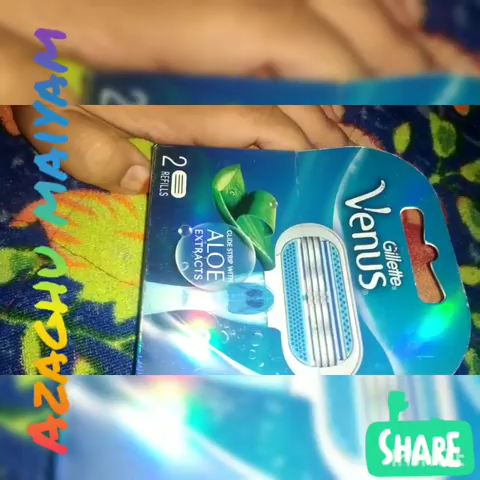 AZAGHU MAIYAM
2
REFILLS
GLIDE STRIP WITH
ALOE
EXTRACTS
Gillette
Venus
SHARE